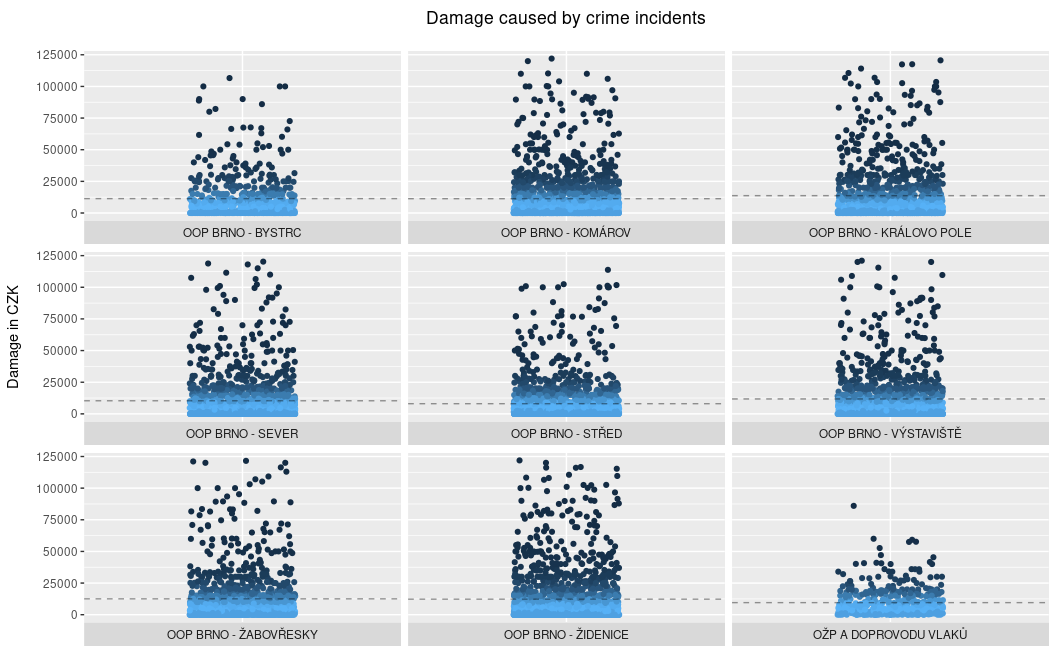 Damage caused by crime incidents
Damage in CZK
125000
100000
75000
50000
25000
0
OOP BRNO - BYSTRC
OOP BRNO - KOMÁROV
OOP BRNO - KRÁLOVO POLE
125000
100000
75000
50000
25000
0
OOP BRNO - SEVER
OOP BRNO - STŘED
OOP BRNO - VÝSTAVIŠTĚ
125000
100000
75000
50000
25000
0
OOP BRNO - ŽABOVŘESKY
OOP BRNO - ŽIDENICE
OŽP A DOPROVODU VLAKŮ